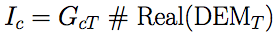 I_c = G_{cT} # Real(DEM_T)